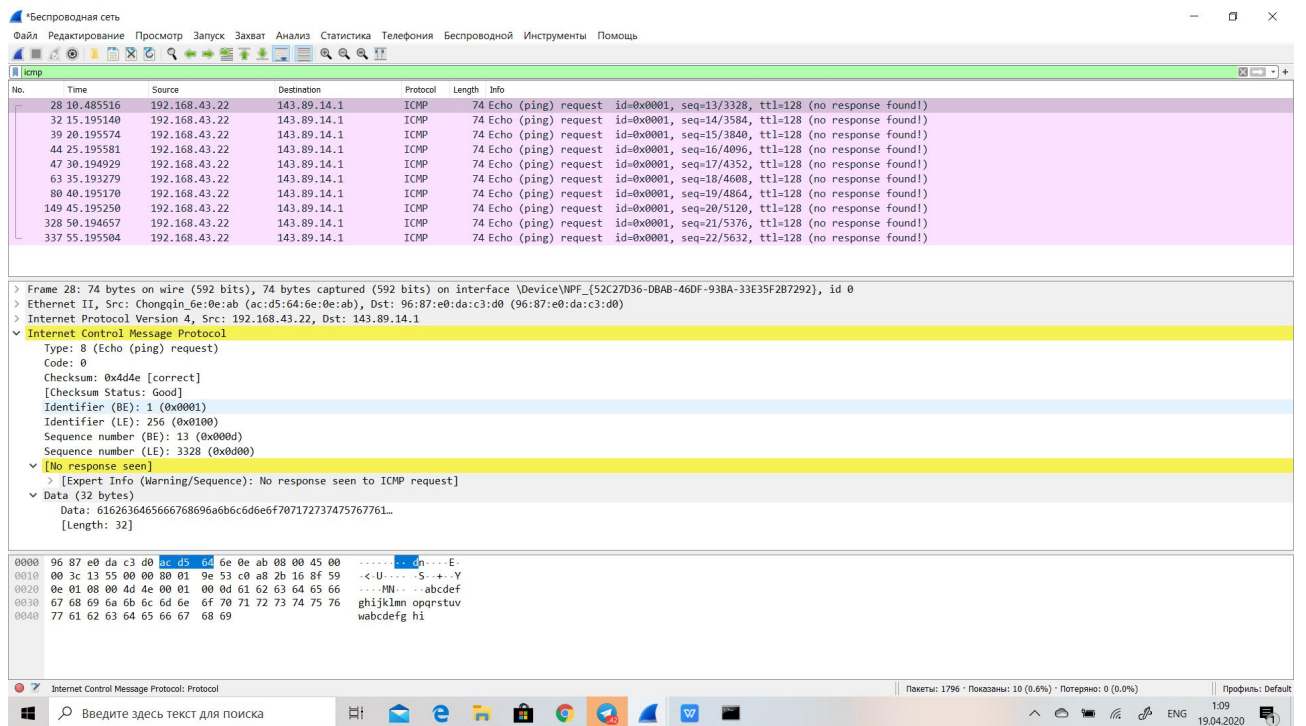 *Беспроводная сеть
Файл Редактирование Просмотр Запуск Захват Анализ Статистика Телефония Беспроводной Инструменты Помощь
icmp
No. Time Source Destination Protocol Length Info
28 10.485516 192.168.43.22 143.89.14.1 ICMP 74 Echo (ping) request id=0x0001, seq=13/3328, ttl=128 (no response found!)
32 15.195140 192.168.43.22 143.89.14.1 ICMP 74 Echo (ping) request id=0x0001, seq=14/3584, ttl=128 (no response found!)
39 20.195574 192.168.43.22 143.89.14.1 ICMP 74 Echo (ping) request id=0x0001, seq=15/3840, ttl=128 (no response found!)
44 25.195581 192.168.43.22 143.89.14.1 ICMP 74 Echo (ping) request id=0x0001, seq=16/4096, ttl=128 (no response found!)
47 30.194929 192.168.43.22 143.89.14.1 ICMP 74 Echo (ping) request id=0x0001, seq=17/4352, ttl=128 (no response found!)
63 35.193279 192.168.43.22 143.89.14.1 ICMP 74 Echo (ping) request id=0x0001, seq=18/4608, ttl=128 (no response found!)
80 40.195170 192.168.43.22 143.89.14.1 ICMP 74 Echo (ping) request id=0x0001, seq=19/4864, ttl=128 (no response found!)
149 45.195250 192.168.43.22 143.89.14.1 ICMP 74 Echo (ping) request id=0x0001, seq=20/5120, ttl=128 (no response found!)
328 50.194657 192.168.43.22 143.89.14.1 ICMP 74 Echo (ping) request id=0x0001, seq=21/5376, ttl=128 (no response found!)
337 55.195504 192.168.43.22 143.89.14.1 ICMP 74 Echo (ping) request id=0x0001, seq=22/5632, ttl=128 (no response found!)
Frame 28: 74 bytes on wire (592 bits), 74 bytes captured (592 bits) on interface \Device\NPF_{52C27D36-DBAB-46DF-93BA-33E35F2B7292}, id 0
Ethernet II, Src: Chongqin_6e:0e:ab (ac:d5:64:6e:0e:ab), Dst: 96:87:e0:da:c3:d0 (96:87:e0:da:c3:d0)
Internet Protocol Version 4, Src: 192.168.43.22, Dst: 143.89.14.1
Internet Control Message Protocol
Type: 8 (Echo (ping) request)
Code: 0
Checksum: 0x4d4e [correct]
[Checksum Status: Good]
Identifier (BE): 1 (0x0001)
Identifier (LE): 256 (0x0100)
Sequence number (BE): 13 (0x000d)
Sequence number (LE): 3328 (0x0d00)
[No response seen]
[Expert Info (Warning/Sequence): No response seen to ICMP request]
Data (32 bytes)
Data: 6162636465666768696a6b6c6d6e6f707172737475767761…
[Length: 32]
0000 96 87 e0 da c3 d0 ac d5 64 6e 0e ab 08 00 45 00 ········ dn····E·
0010 00 3c 13 55 00 00 80 01 9e 53 c0 a8 2b 16 8f 59 ·<·U···· ·S··+··Y
0020 0e 01 08 00 4d 4e 00 01 00 0d 61 62 63 64 65 66 ····MN·· ··abcdef
0030 67 68 69 6a 6b 6c 6d 6e 6f 70 71 72 73 74 75 76 ghijklmn opqrstuv
0040 77 61 62 63 64 65 66 67 68 69 wabcdefg hi
Internet Control Message Protocol: Protocol Пакеты: 1796 · Показаны: 10 (0.6%) · Потеряно: 0 (0.0%) Профиль: Default
Введите здесь текст для поиска ENG 1:09
19.04.2020